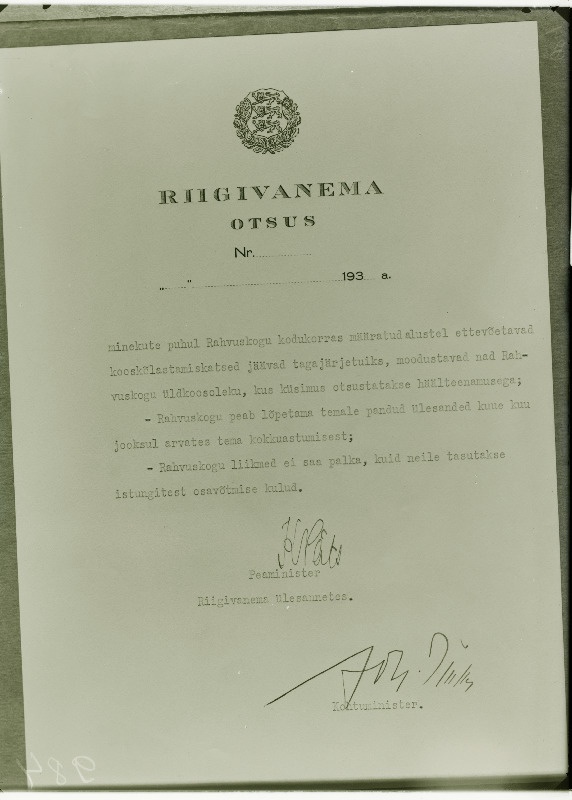 RIIGIVANEMA
OTSUS
Nr.
„ " 193 a.
minekute puhul Rahvuskogu kodukorras määratud alustel ettevõetavad
kooskõlastamiskatsed jäävad tagajärjetuiks, moodustavad nad Rah-
vuskogu üldkoosoleku, kus küsimus otsustatakse häälteenamusega;
- Rahvuskogu peab lõpetama temale pandud ülesanded kuue kuu
jooksul arvates tema kokkuastumisest;
- Rahvuskogu liikmed ei saa palka, kuid neile tasutakse
istungitest osavõtmise kulud.
K Päts
Peaminister
Riigivanema ülesannetes.
Kohtuminister.
984